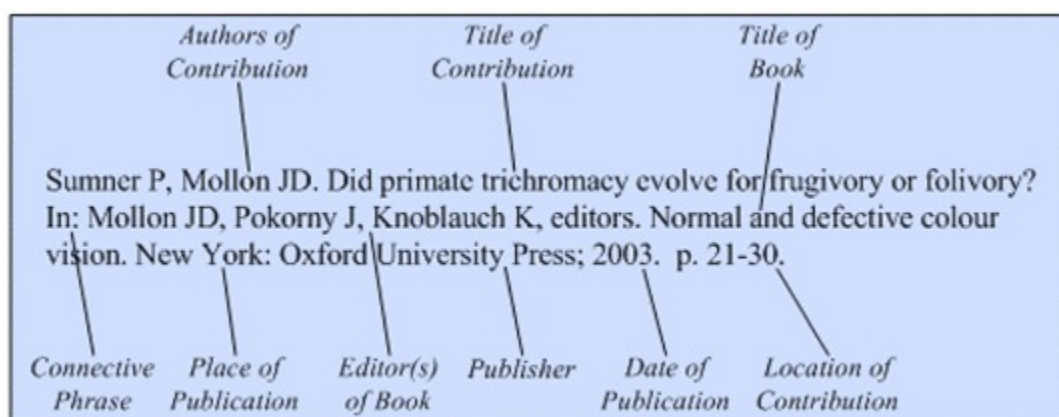 Authors of Title of Title of
Contribution Contribution Book
Sumner P, Mollon JD. Did primate trichromacy evolve for frugivory or folivory?
In: Mollon JD, Pokorny J, Knoblauch K, editors. Normal and defective colour
vision. New York: Oxford University Press; 2003. p. 21-30.
Connective Place of Editor(s) Publisher Date of Location of
Phrase Publication of Book Publication Contribution